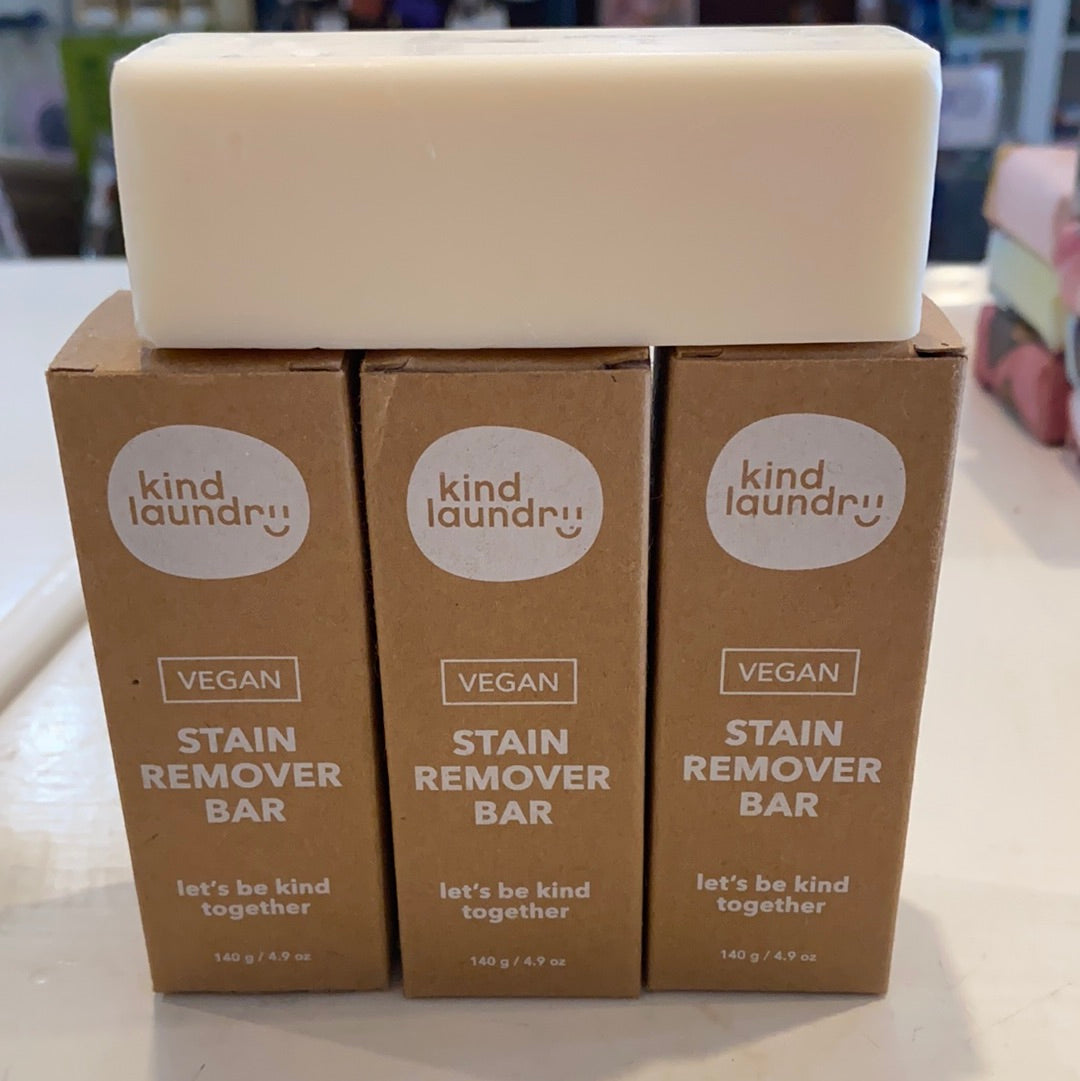 kind
laundry
VEGAN
STAIN
REMOVER
BAR
let's be kind
together
140 g / 4.9 oz
kind
laundry
VEGAN
STAIN
REMOVER
BAR
let's be kind
together
140 g / 4.9 oz
kind
laundry
VEGAN
STAIN
REMOVER
BAR
let's be kind
together
140 g / 4.9 oz